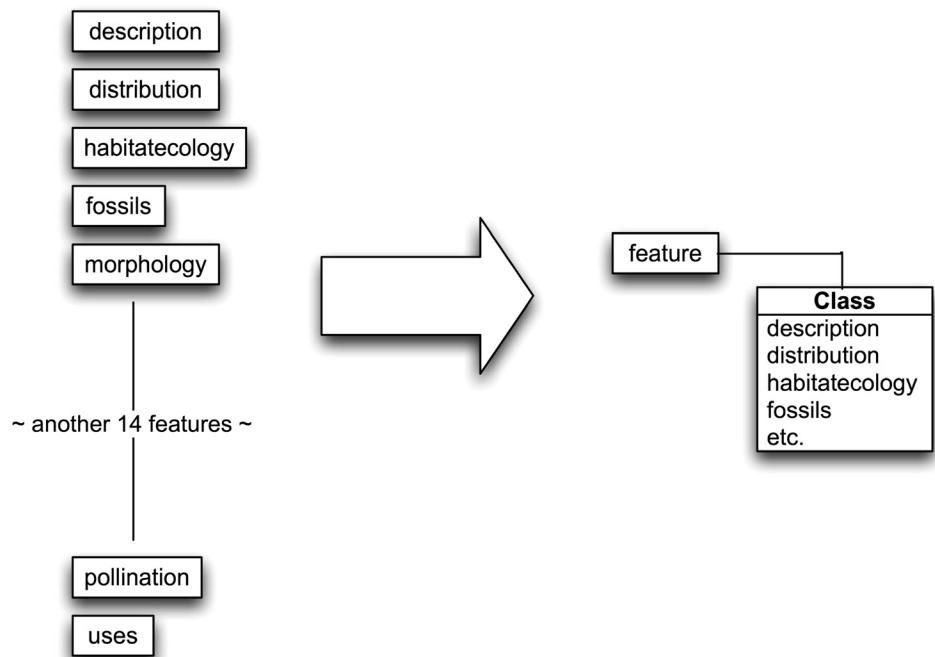 description
distribution
habitatecology
fossils
morphology
~ another 14 features ~
pollination
uses
feature
Class
description
distribution
habitatecology
fossils
etc.